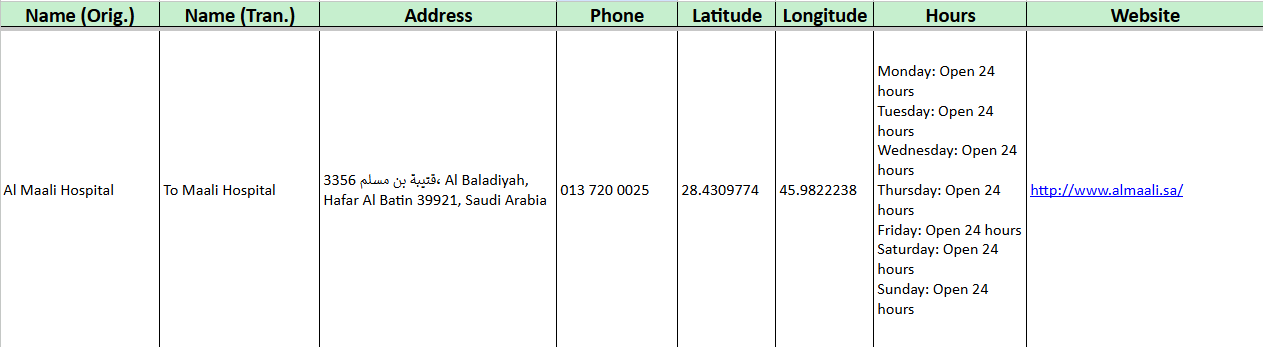 Name (Orig.) Name (Tran.) Address Phone Latitude Longitude Hours Website
Al Maali Hospital
To Maali Hospital
3356 قتيبة بن مسلم، Al Baladiyah,
Hafar Al Batin 39921, Saudi Arabia
013 720 0025
28.4309774
45.9822238
Monday: Open 24
hours
Tuesday: Open 24
hours
Wednesday: Open 24
hours
Thursday: Open 24
hours
Friday: Open 24 hours
Saturday: Open 24
hours
Sunday: Open 24
hours
http://www.almaali.sa/